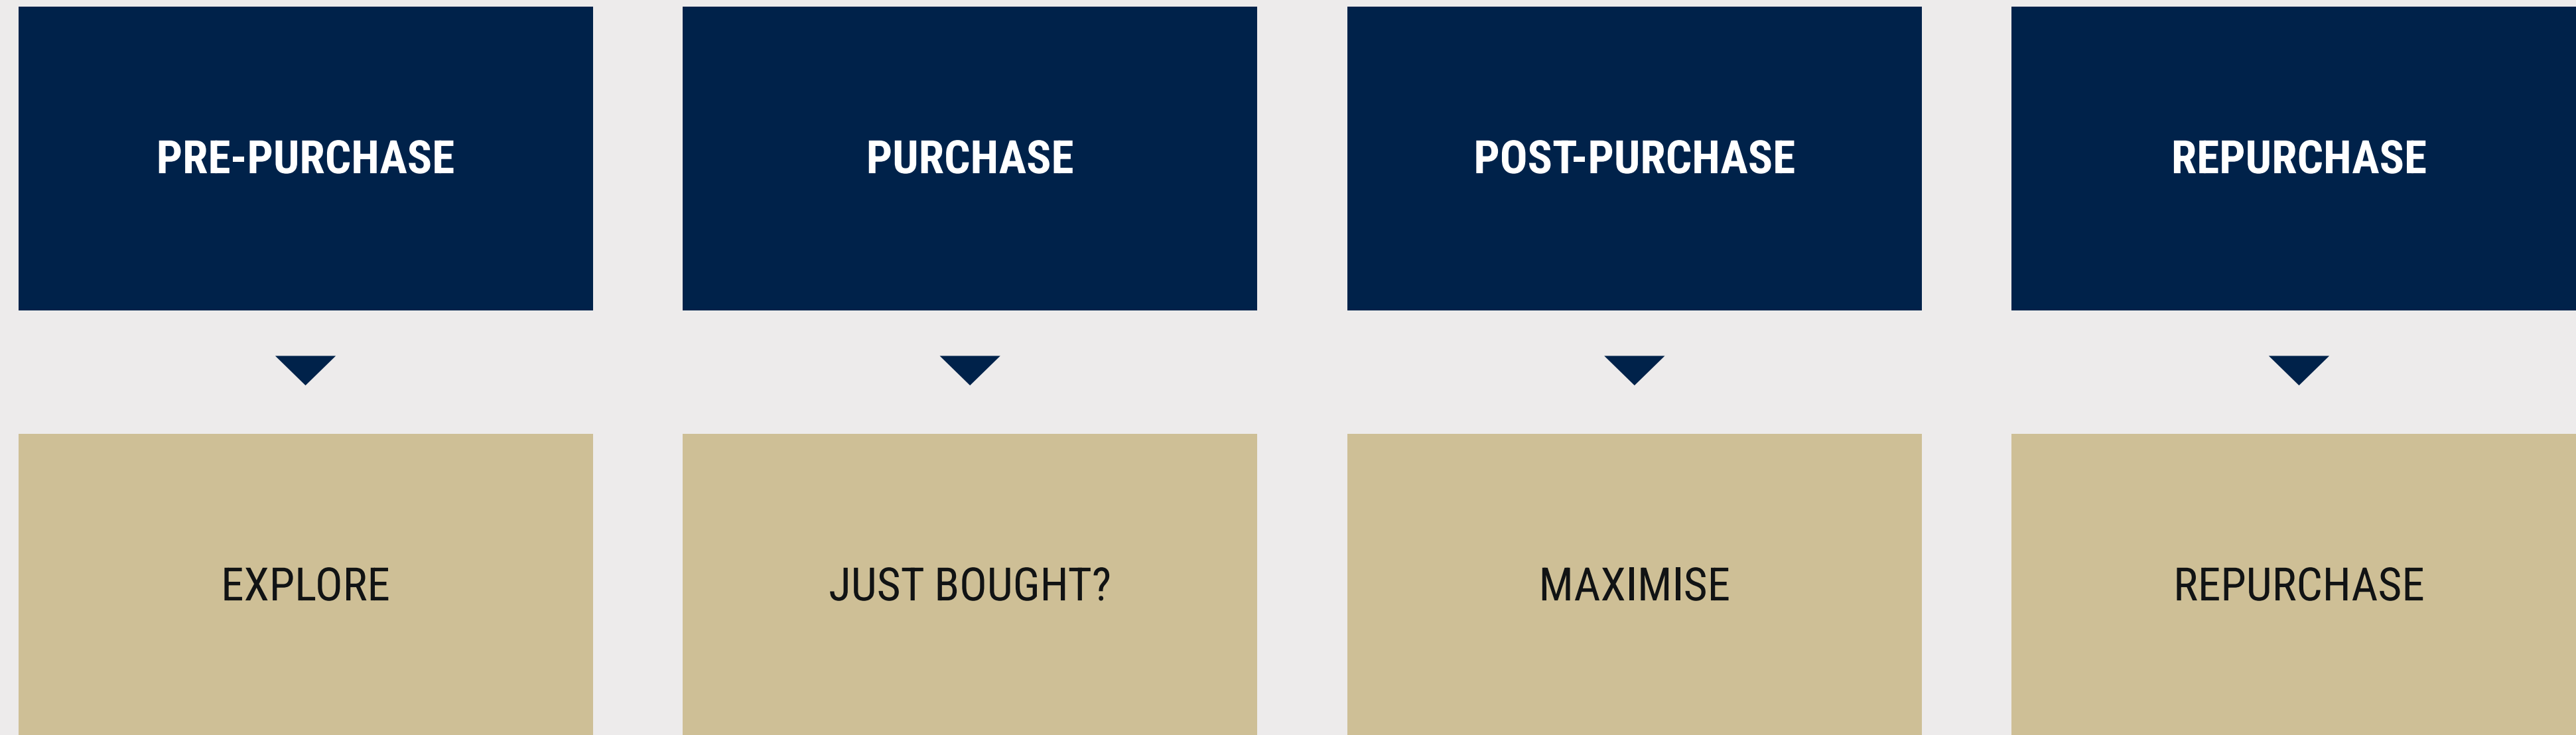 PRE-PURCHASE
PURCHASE
POST-PURCHASE
REPURCHASE
EXPLORE
JUST BOUGHT?
MAXIMISE
REPURCHASE